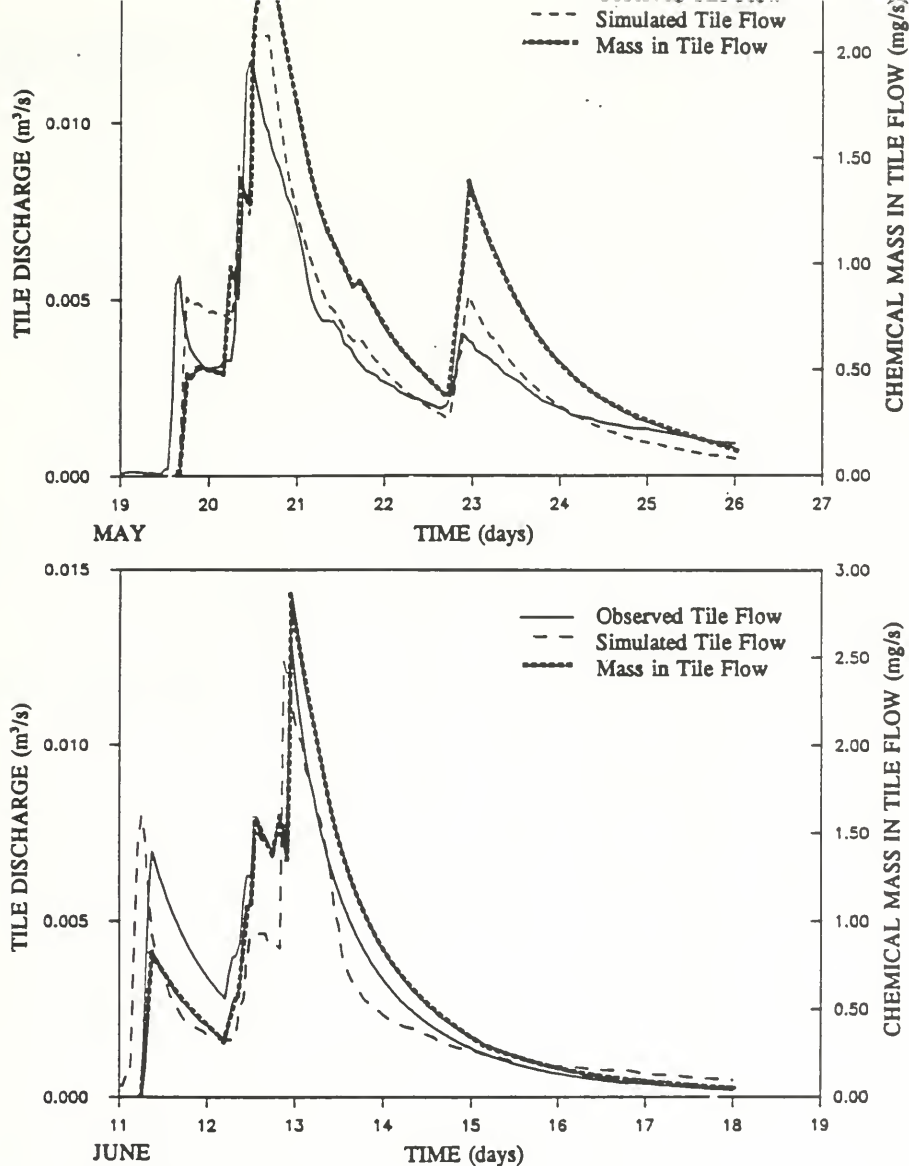 Simulated Tile Flow
Mass in Tile Flow
TILE DISCHARGE (m³/s)
0.010
0.005
0.000
2.00
1.50
1.00
0.50
0.00
CHEMICAL MASS IN TILE FLOW (mg/s)
19 20 21 22 23 24 25 26 27
MAY
TIME (days)
Observed Tile Flow
Simulated Tile Flow
Mass in Tile Flow
TILE DISCHARGE (m³/s)
0.015
0.010
0.005
0.000
3.00
2.50
2.00
1.50
1.00
0.50
0.00
CHEMICAL MASS IN TILE FLOW (mg/s)
11 12 13 14 15 16 17 18 19
JUNE
TIME (days)